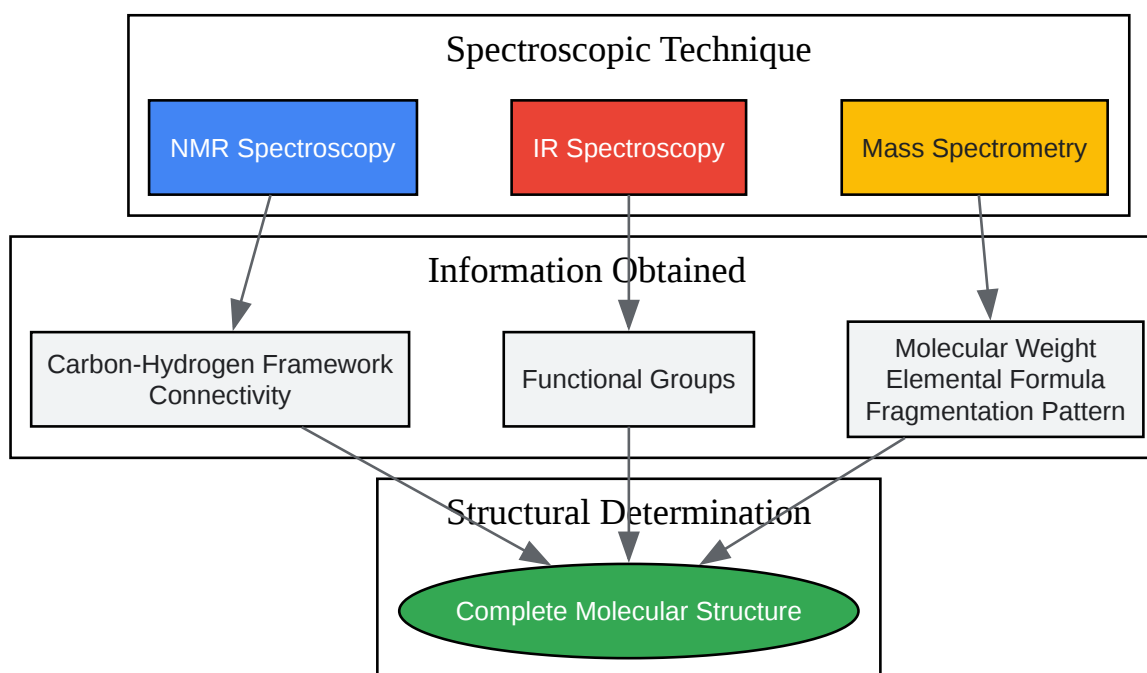 Spectroscopic Technique
NMR Spectroscopy
IR Spectroscopy
Mass Spectrometry
Information Obtained
Carbon-Hydrogen Framework
Connectivity
Functional Groups
Molecular Weight
Elemental Formula
Fragmentation Pattern
Structural Determination
Complete Molecular Structure